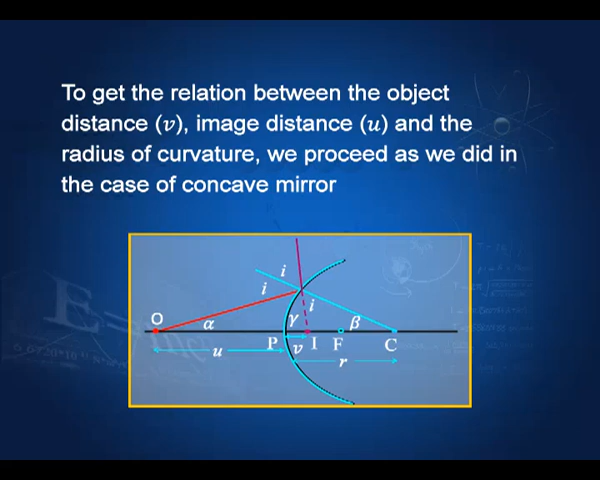 To get the relation between the object
distance (v), image distance (u) and the
radius of curvature, we proceed as we did in
the case of concave mirror
i
i
O
i
α
γ
β
P
I
F
C
u
v
r